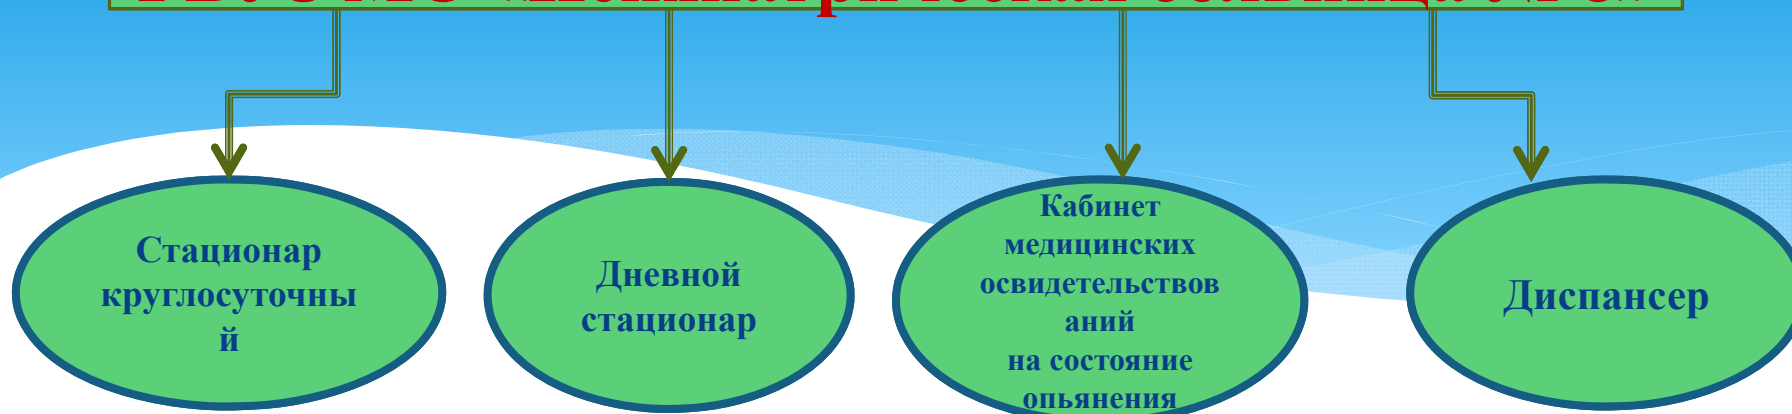 Стационар
круглосуточны
й
Дневной
стационар
Кабинет
медицинских
освидетельствов
аний
на состояние
опьянения
Диспансер